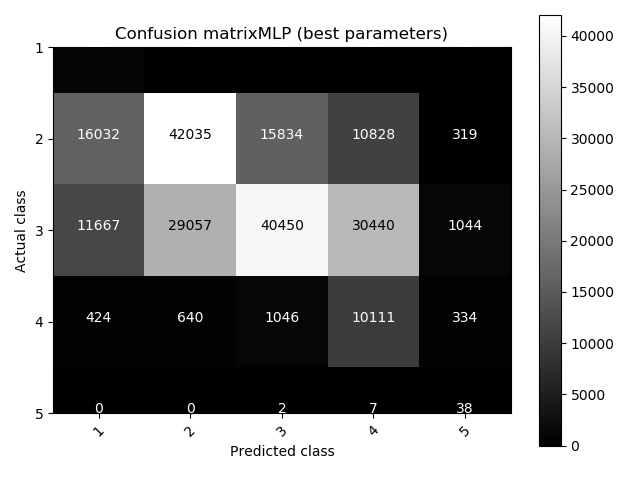 Confusion matrixMLP (best parameters)
1
2
3
4
5
Actual class
16032 42035 15834 10828 319
11667 29057 40450 30440 1044
424 640 1046 10111 334
0 0 2 7 38
1 2 3 4 5
Predicted class
40000
35000
30000
25000
20000
15000
10000
5000
0